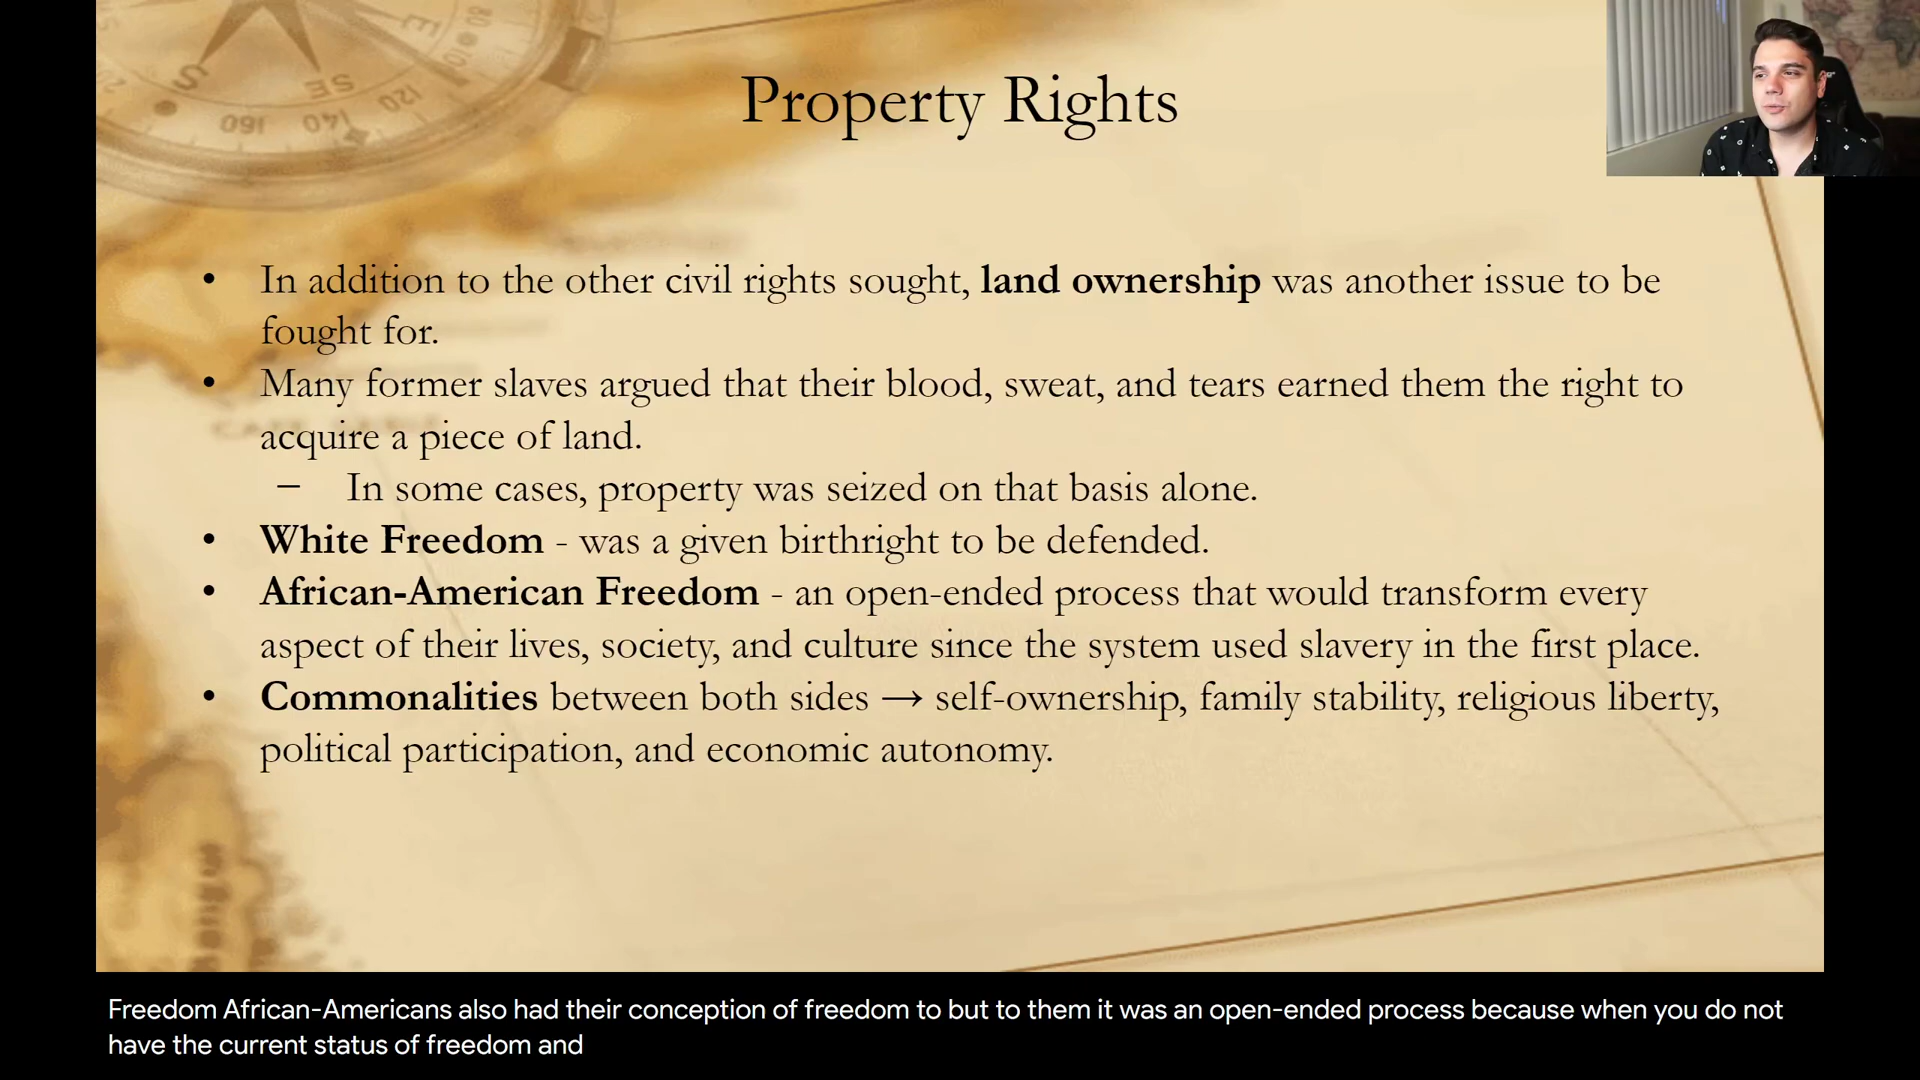 S
SE
E
160
140
120
Property Rights
• In addition to the other civil rights sought, land ownership was another issue to be
fought for.
• Many former slaves argued that their blood, sweat, and tears earned them the right to
acquire a piece of land.
– In some cases, property was seized on that basis alone.
• White Freedom - was a given birthright to be defended.
• African-American Freedom - an open-ended process that would transform every
aspect of their lives, society, and culture since the system used slavery in the first place.
• Commonalities between both sides → self-ownership, family stability, religious liberty,
political participation, and economic autonomy.
Freedom African-Americans also had their conception of freedom to but to them it was an open-ended process because when you do not
have the current status of freedom and